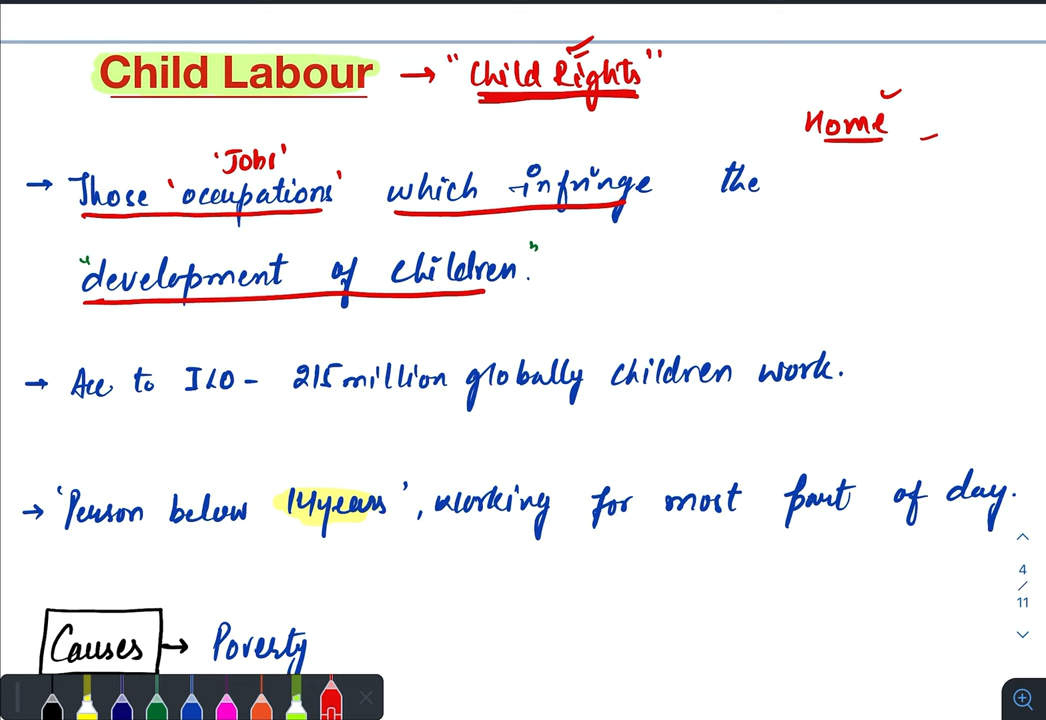 Child Labour → "Child Rights"
Home
'Jobs'
→ Those 'occupations' which infringe the
"development of children."
→ Acc to ILO - 215 million globally children work.
→ 'Person below 14 years', working for most part of day.
4
/
11
Causes → Poverty